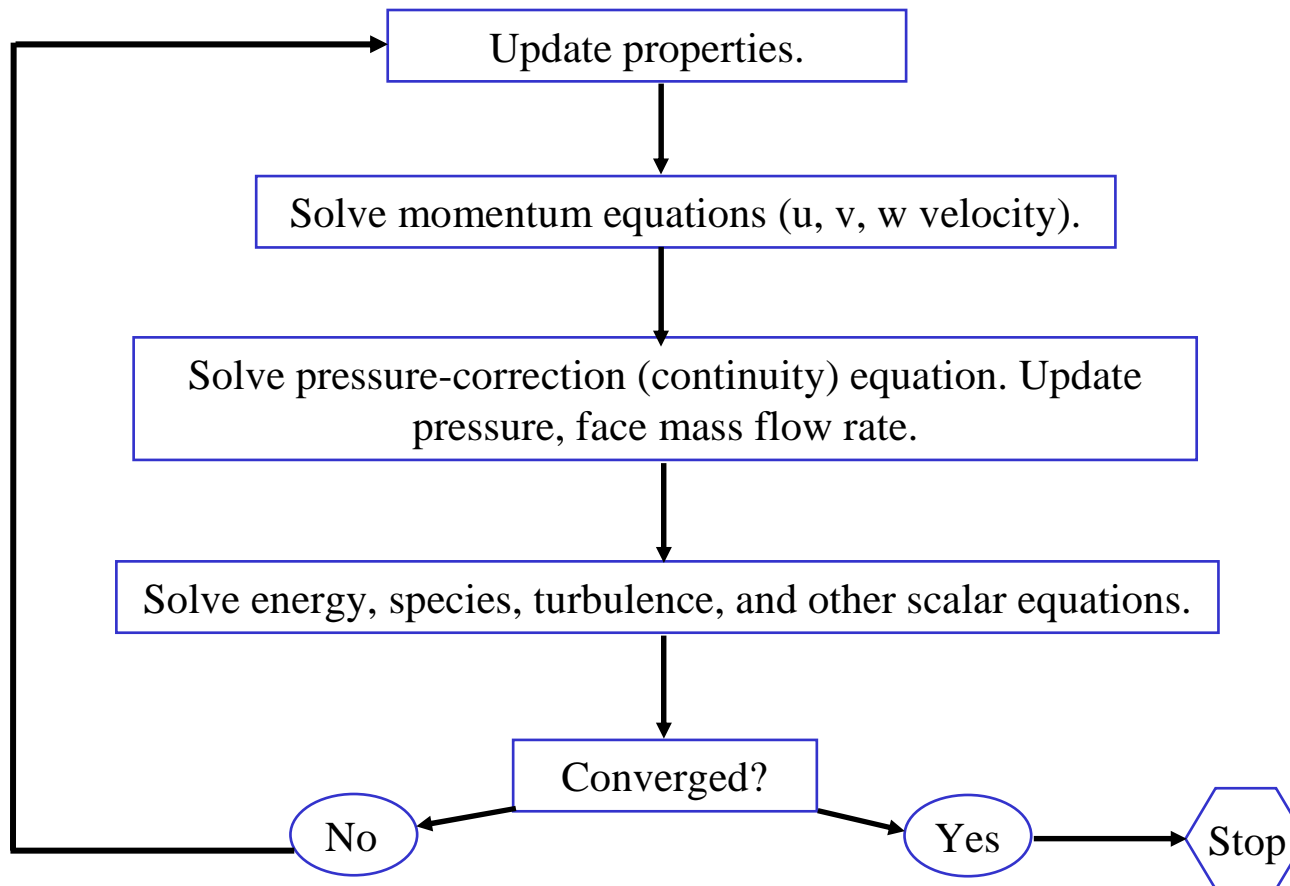 Update properties.
Solve momentum equations (u, v, w velocity).
Solve pressure-correction (continuity) equation. Update
pressure, face mass flow rate.
Solve energy, species, turbulence, and other scalar equations.
Converged?
No
Yes
Stop